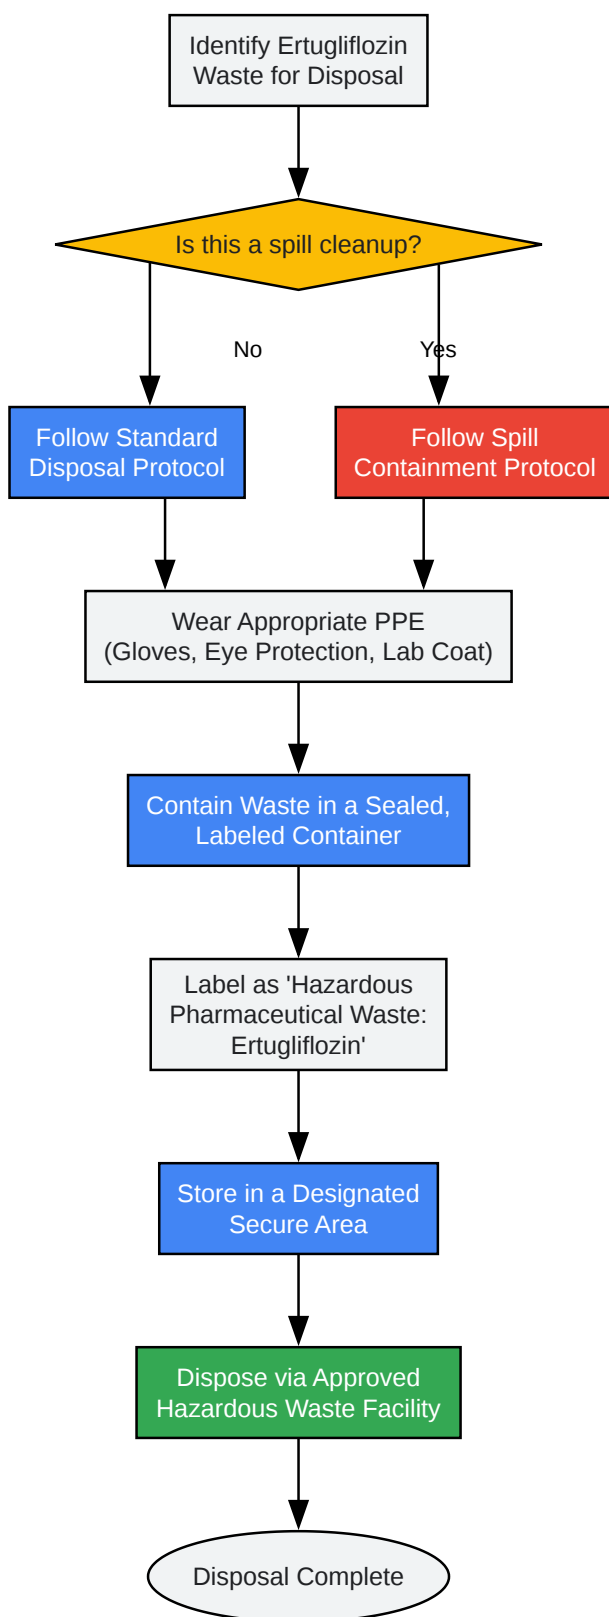 Identify Ertugliflozin
Waste for Disposal
Is this a spill cleanup?
No
Yes
Follow Standard
Disposal Protocol
Follow Spill
Containment Protocol
Wear Appropriate PPE
(Gloves, Eye Protection, Lab Coat)
Contain Waste in a Sealed,
Labeled Container
Label as 'Hazardous
Pharmaceutical Waste:
Ertugliflozin'
Store in a Designated
Secure Area
Dispose via Approved
Hazardous Waste Facility
Disposal Complete